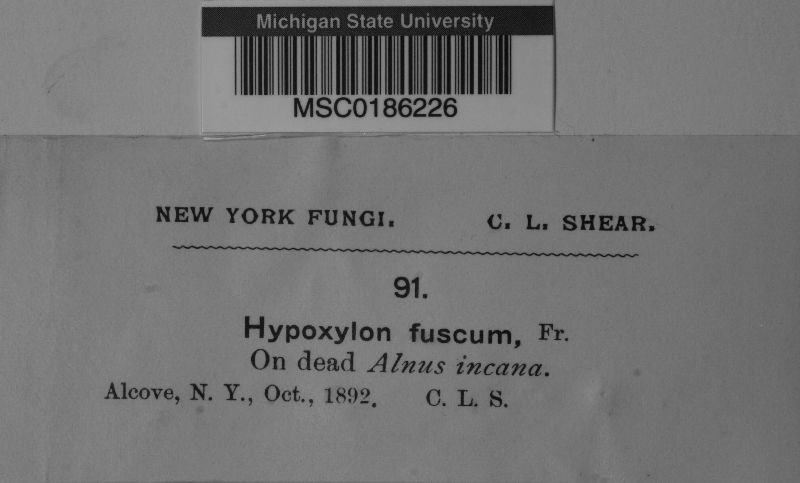 Michigan State University
MSC0186226
NEW YORK FUNGI. C. L. SHEAR.
91.
Hypoxylon fuscum, Fr.
On dead Alnus incana.
Alcove, N. Y., Oct., 1892. C. L. S.